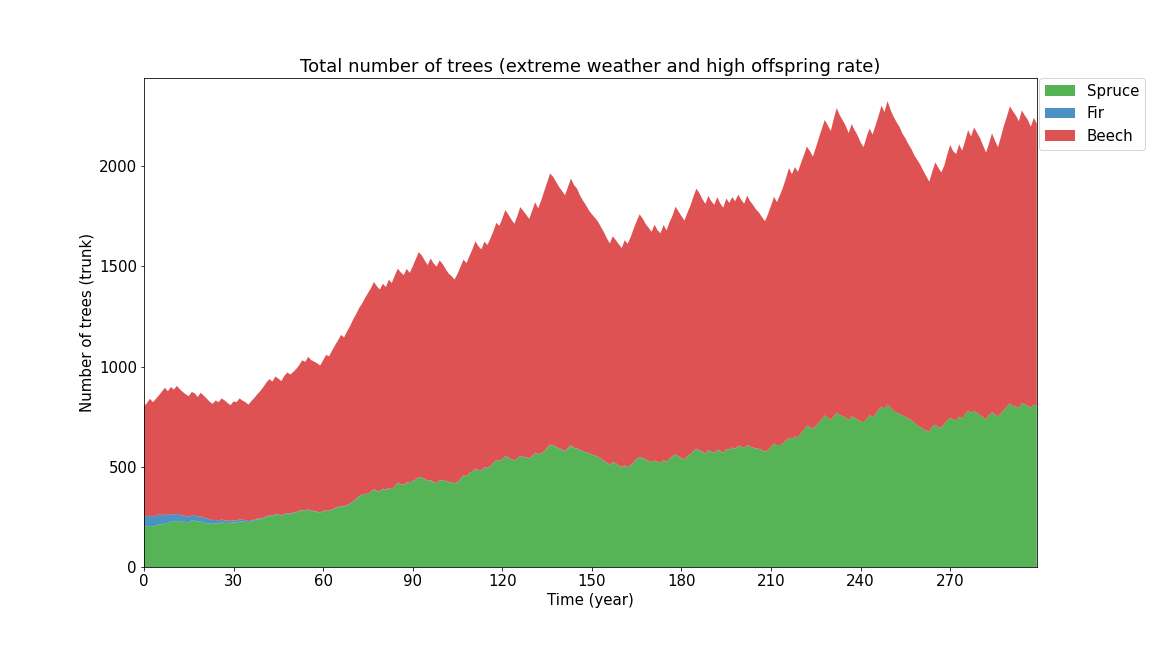 Total number of trees (extreme weather and high offspring rate)
Spruce
Fir
Beech
Number of trees (trunk)
2000
1500
1000
500
0
0 30 60 90 120 150 180 210 240 270
Time (year)